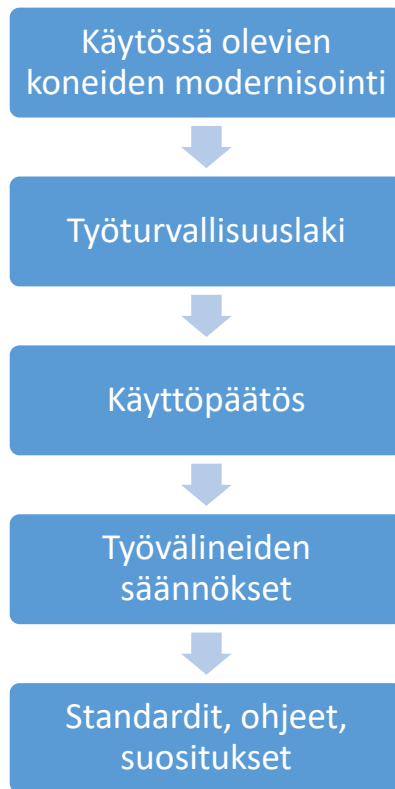 Käytössä olevien
koneiden modernisointi
Työturvallisuuslaki
Käyttöpäätös
Työvälineiden
säännökset
Standardit, ohjeet,
suositukset